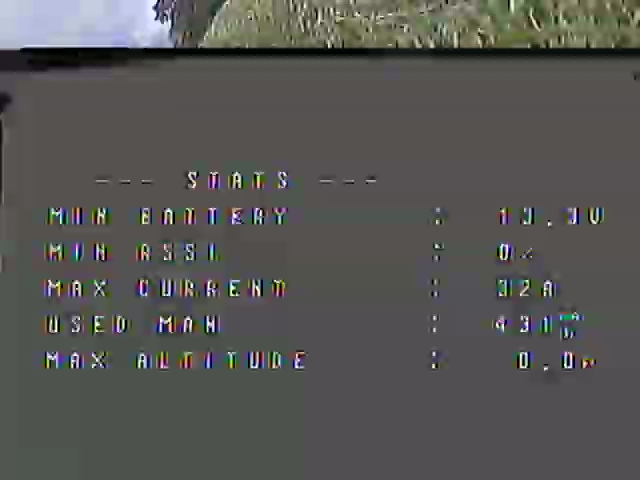 --- STATS ---
MIN BATTERY : 13.3V
MIN RSSI : 0%
MAX CURRENT : 32A
USED MAH : 431
MAX ALTITUDE : 0.0M